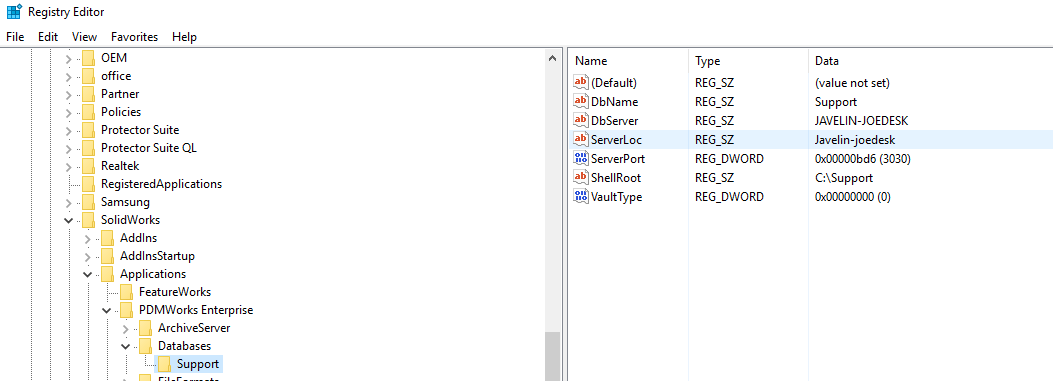 Registry Editor
File Edit View Favorites Help
OEM
office
Partner
Policies
Protector Suite
Protector Suite QL
Realtek
RegisteredApplications
Samsung
SolidWorks
AddIns
AddInsStartup
Applications
FeatureWorks
PDMWorks Enterprise
ArchiveServer
Databases
Support
FileFormats
Name Type Data
(Default) REG_SZ (value not set)
DbName REG_SZ Support
DbServer REG_SZ JAVELIN-JOEDESK
ServerLoc REG_SZ Javelin-joedesk
ServerPort REG_DWORD 0x00000bd6 (3030)
ShellRoot REG_SZ C:\Support
VaultType REG_DWORD 0x00000000 (0)